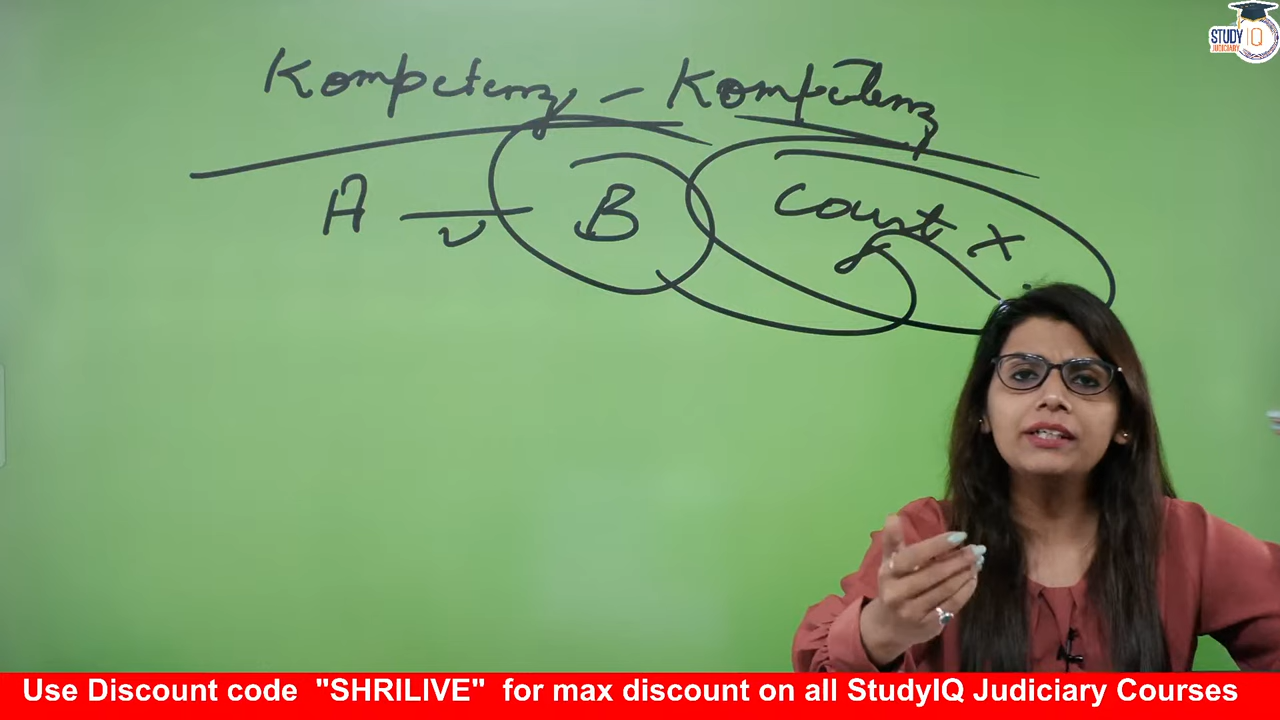 STUDY IQ
JUDICIARY
Kompetenz - Kompetenz
A B Court X
Use Discount code "SHRILIVE" for max discount on all StudyIQ Judiciary Courses